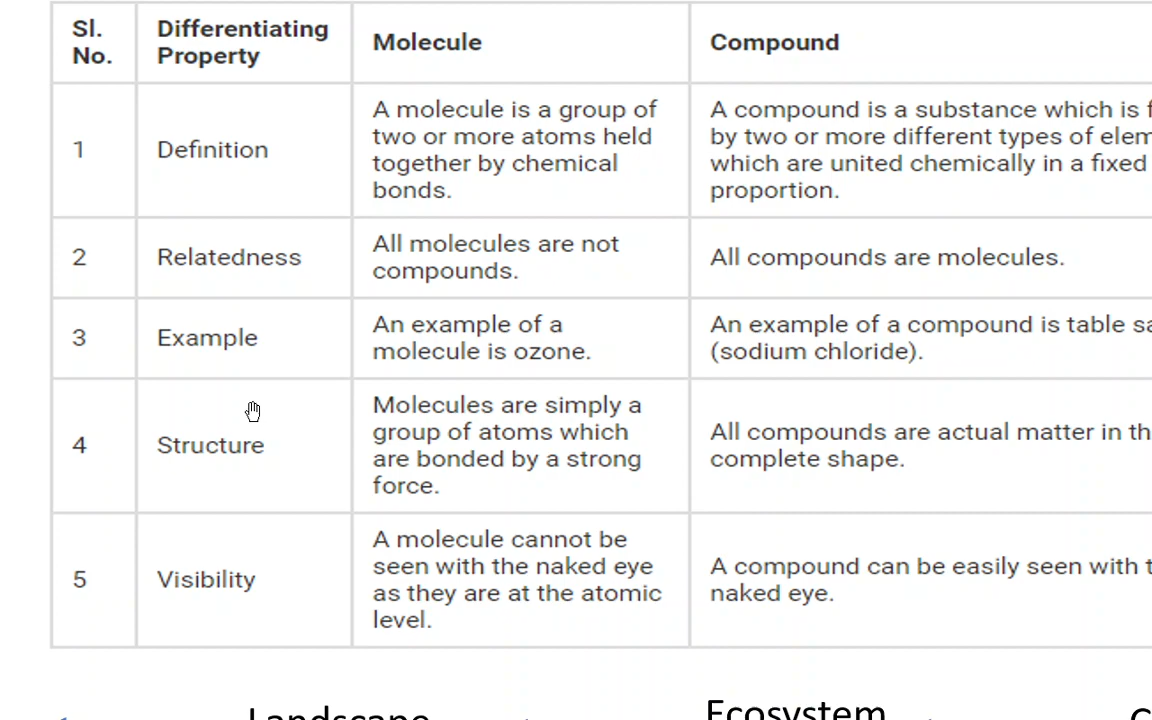 Sl.
No.
Differentiating
Property
Molecule
Compound
1
Definition
A molecule is a group of
two or more atoms held
together by chemical
bonds.
A compound is a substance which is
by two or more different types of
which are united chemically in a fixed
proportion.
2
Relatedness
All molecules are not
compounds.
All compounds are molecules.
3
Example
An example of a
molecule is ozone.
An example of a compound is table
(sodium chloride).
4
Structure
Molecules are simply a
group of atoms which
are bonded by a strong
force.
All compounds are actual matter in
complete shape.
5
Visibility
A molecule cannot be
seen with the naked eye
as they are at the atomic
level.
A compound can be easily seen with
naked eye.
Landscape
Ecosystem